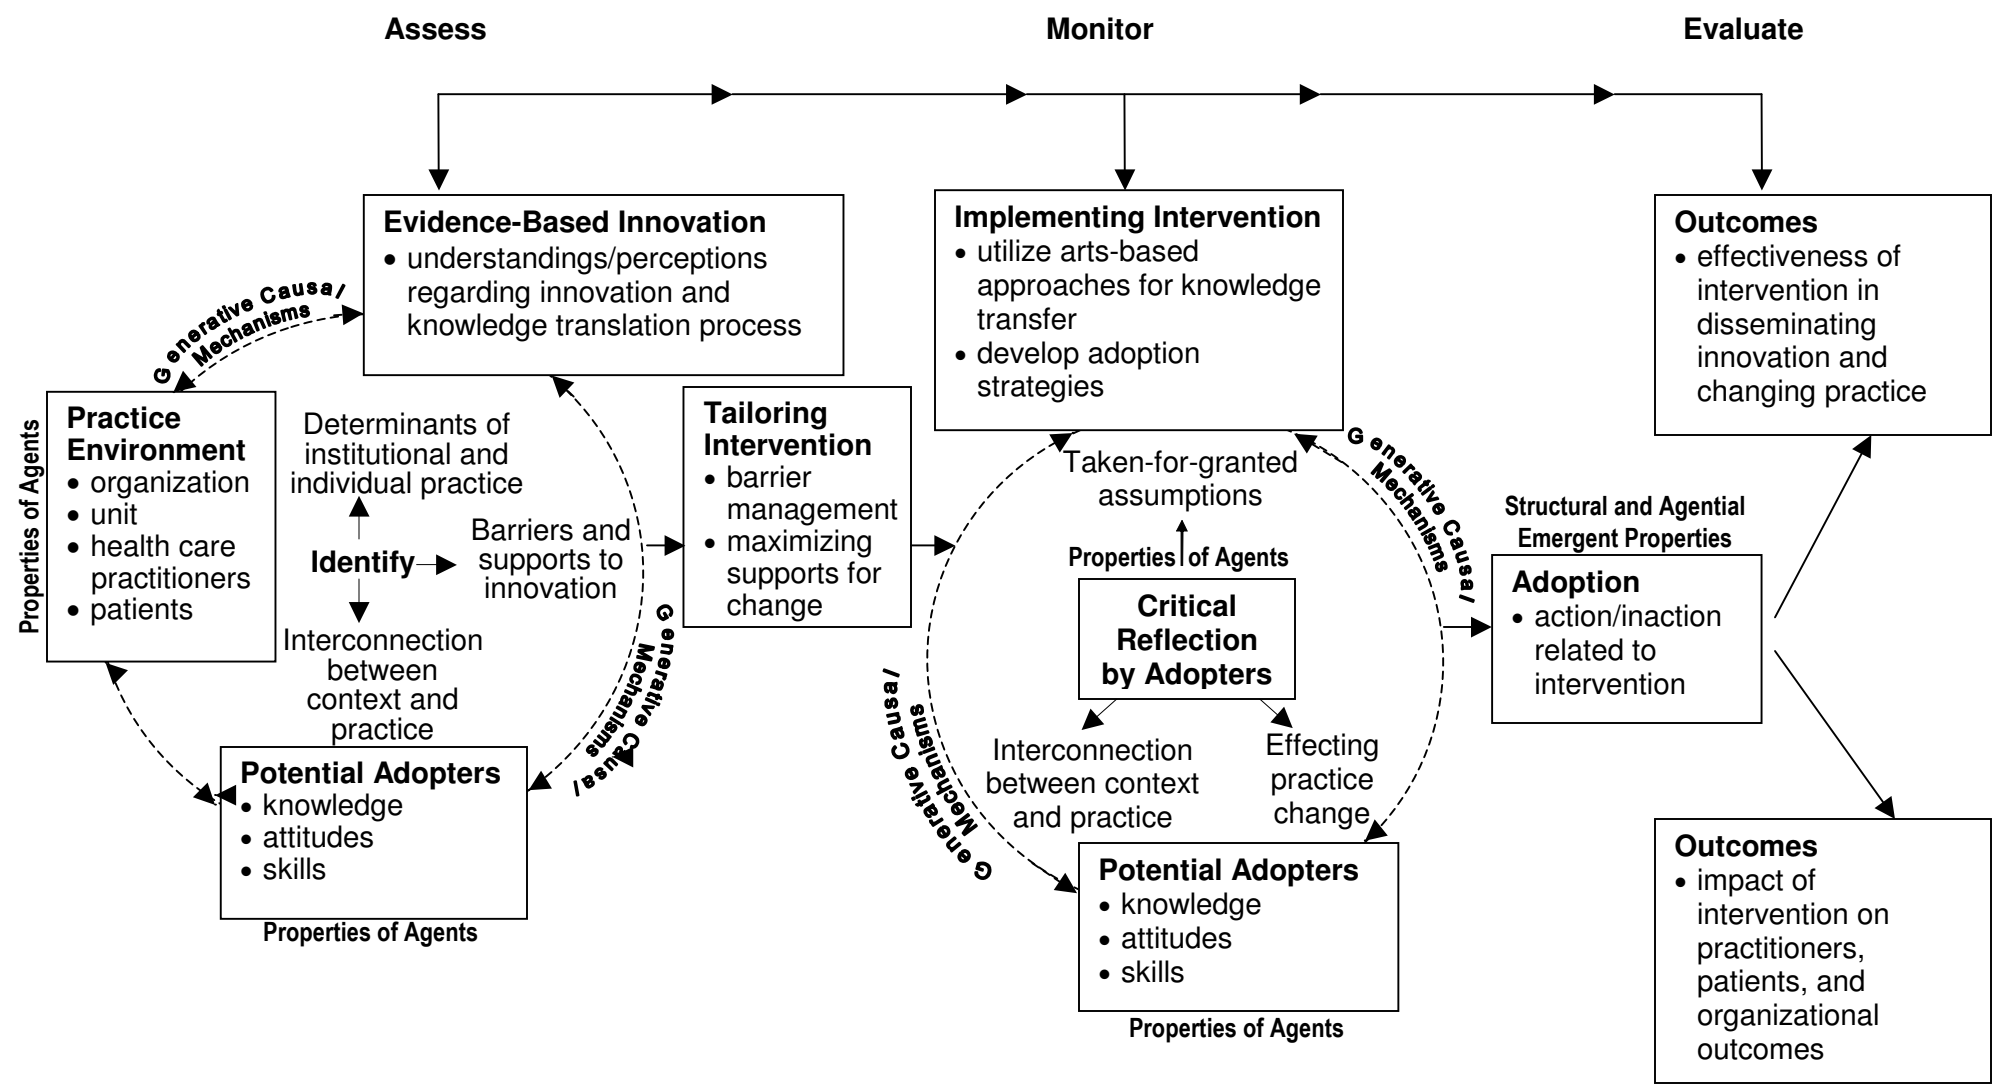 Assess
Monitor
Evaluate
Evidence-Based Innovation
• understandings/perceptions
regarding innovation and
knowledge translation process
Generative Causal
Mechanisms
Properties of Agents
Practice
Environment
• organization
• unit
• health care
practitioners
• patients
Determinants of
institutional and
individual practice
Identify
Barriers and
supports to
innovation
Interconnection
between
context and
practice
Generative Causal
Mechanisms
Potential Adopters
• knowledge
• attitudes
• skills
Properties of Agents
Tailoring
Intervention
• barrier
management
• maximizing
supports for
change
Implementing Intervention
• utilize arts-based
approaches for knowledge
transfer
• develop adoption
strategies
Generative Causal
Mechanisms
Taken-for-granted
assumptions
Properties of Agents
Critical
Reflection
by Adopters
Interconnection
between context
and practice
Effecting
practice
change
Generative Causal
Mechanisms
Potential Adopters
• knowledge
• attitudes
• skills
Properties of Agents
Structural and Agential
Emergent Properties
Adoption
• action/inaction
related to
intervention
Outcomes
• effectiveness of
intervention in
disseminating
innovation and
changing practice
Outcomes
• impact of
intervention on
practitioners,
patients, and
organizational
outcomes